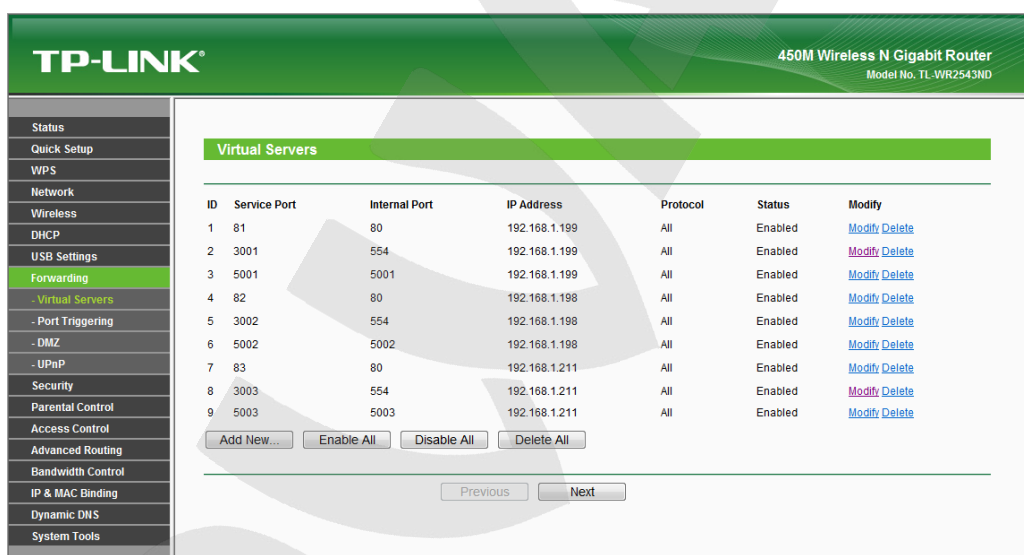 TP-LINK®
450M Wireless N Gigabit Router
Model No. TL-WR2543ND
Status
Quick Setup
WPS
Network
Wireless
DHCP
USB Settings
Forwarding
- Virtual Servers
- Port Triggering
- DMZ
- UPnP
Security
Parental Control
Access Control
Advanced Routing
Bandwidth Control
IP & MAC Binding
Dynamic DNS
System Tools
Virtual Servers
ID Service Port Internal Port IP Address Protocol Status Modify
1 81 80 192.168.1.199 All Enabled Modify Delete
2 3001 554 192.168.1.199 All Enabled Modify Delete
3 5001 5001 192.168.1.199 All Enabled Modify Delete
4 82 80 192.168.1.198 All Enabled Modify Delete
5 3002 554 192.168.1.198 All Enabled Modify Delete
6 5002 5002 192.168.1.198 All Enabled Modify Delete
7 83 80 192.168.1.211 All Enabled Modify Delete
8 3003 554 192.168.1.211 All Enabled Modify Delete
9 5003 5003 192.168.1.211 All Enabled Modify Delete
Add New... Enable All Disable All Delete All
Previous Next